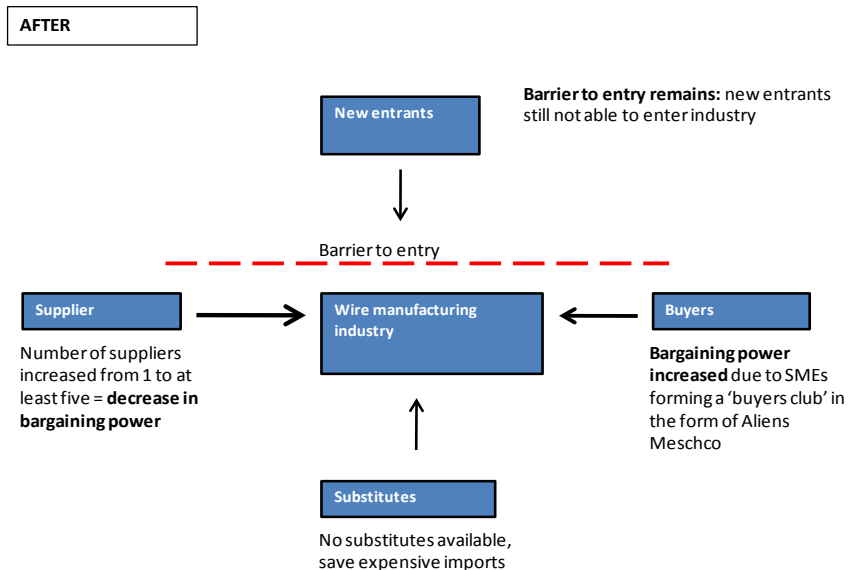 AFTER
New entrants
Barrier to entry remains: new entrants
still not able to enter industry
Barrier to entry
Supplier
Wire manufacturing
industry
Buyers
Number of suppliers
increased from 1 to at
least five = decrease in
bargaining power
Bargaining power
increased due to SMEs
forming a ‘buyers club’ in
the form of Aliens
Meschco
Substitutes
No substitutes available,
save expensive imports